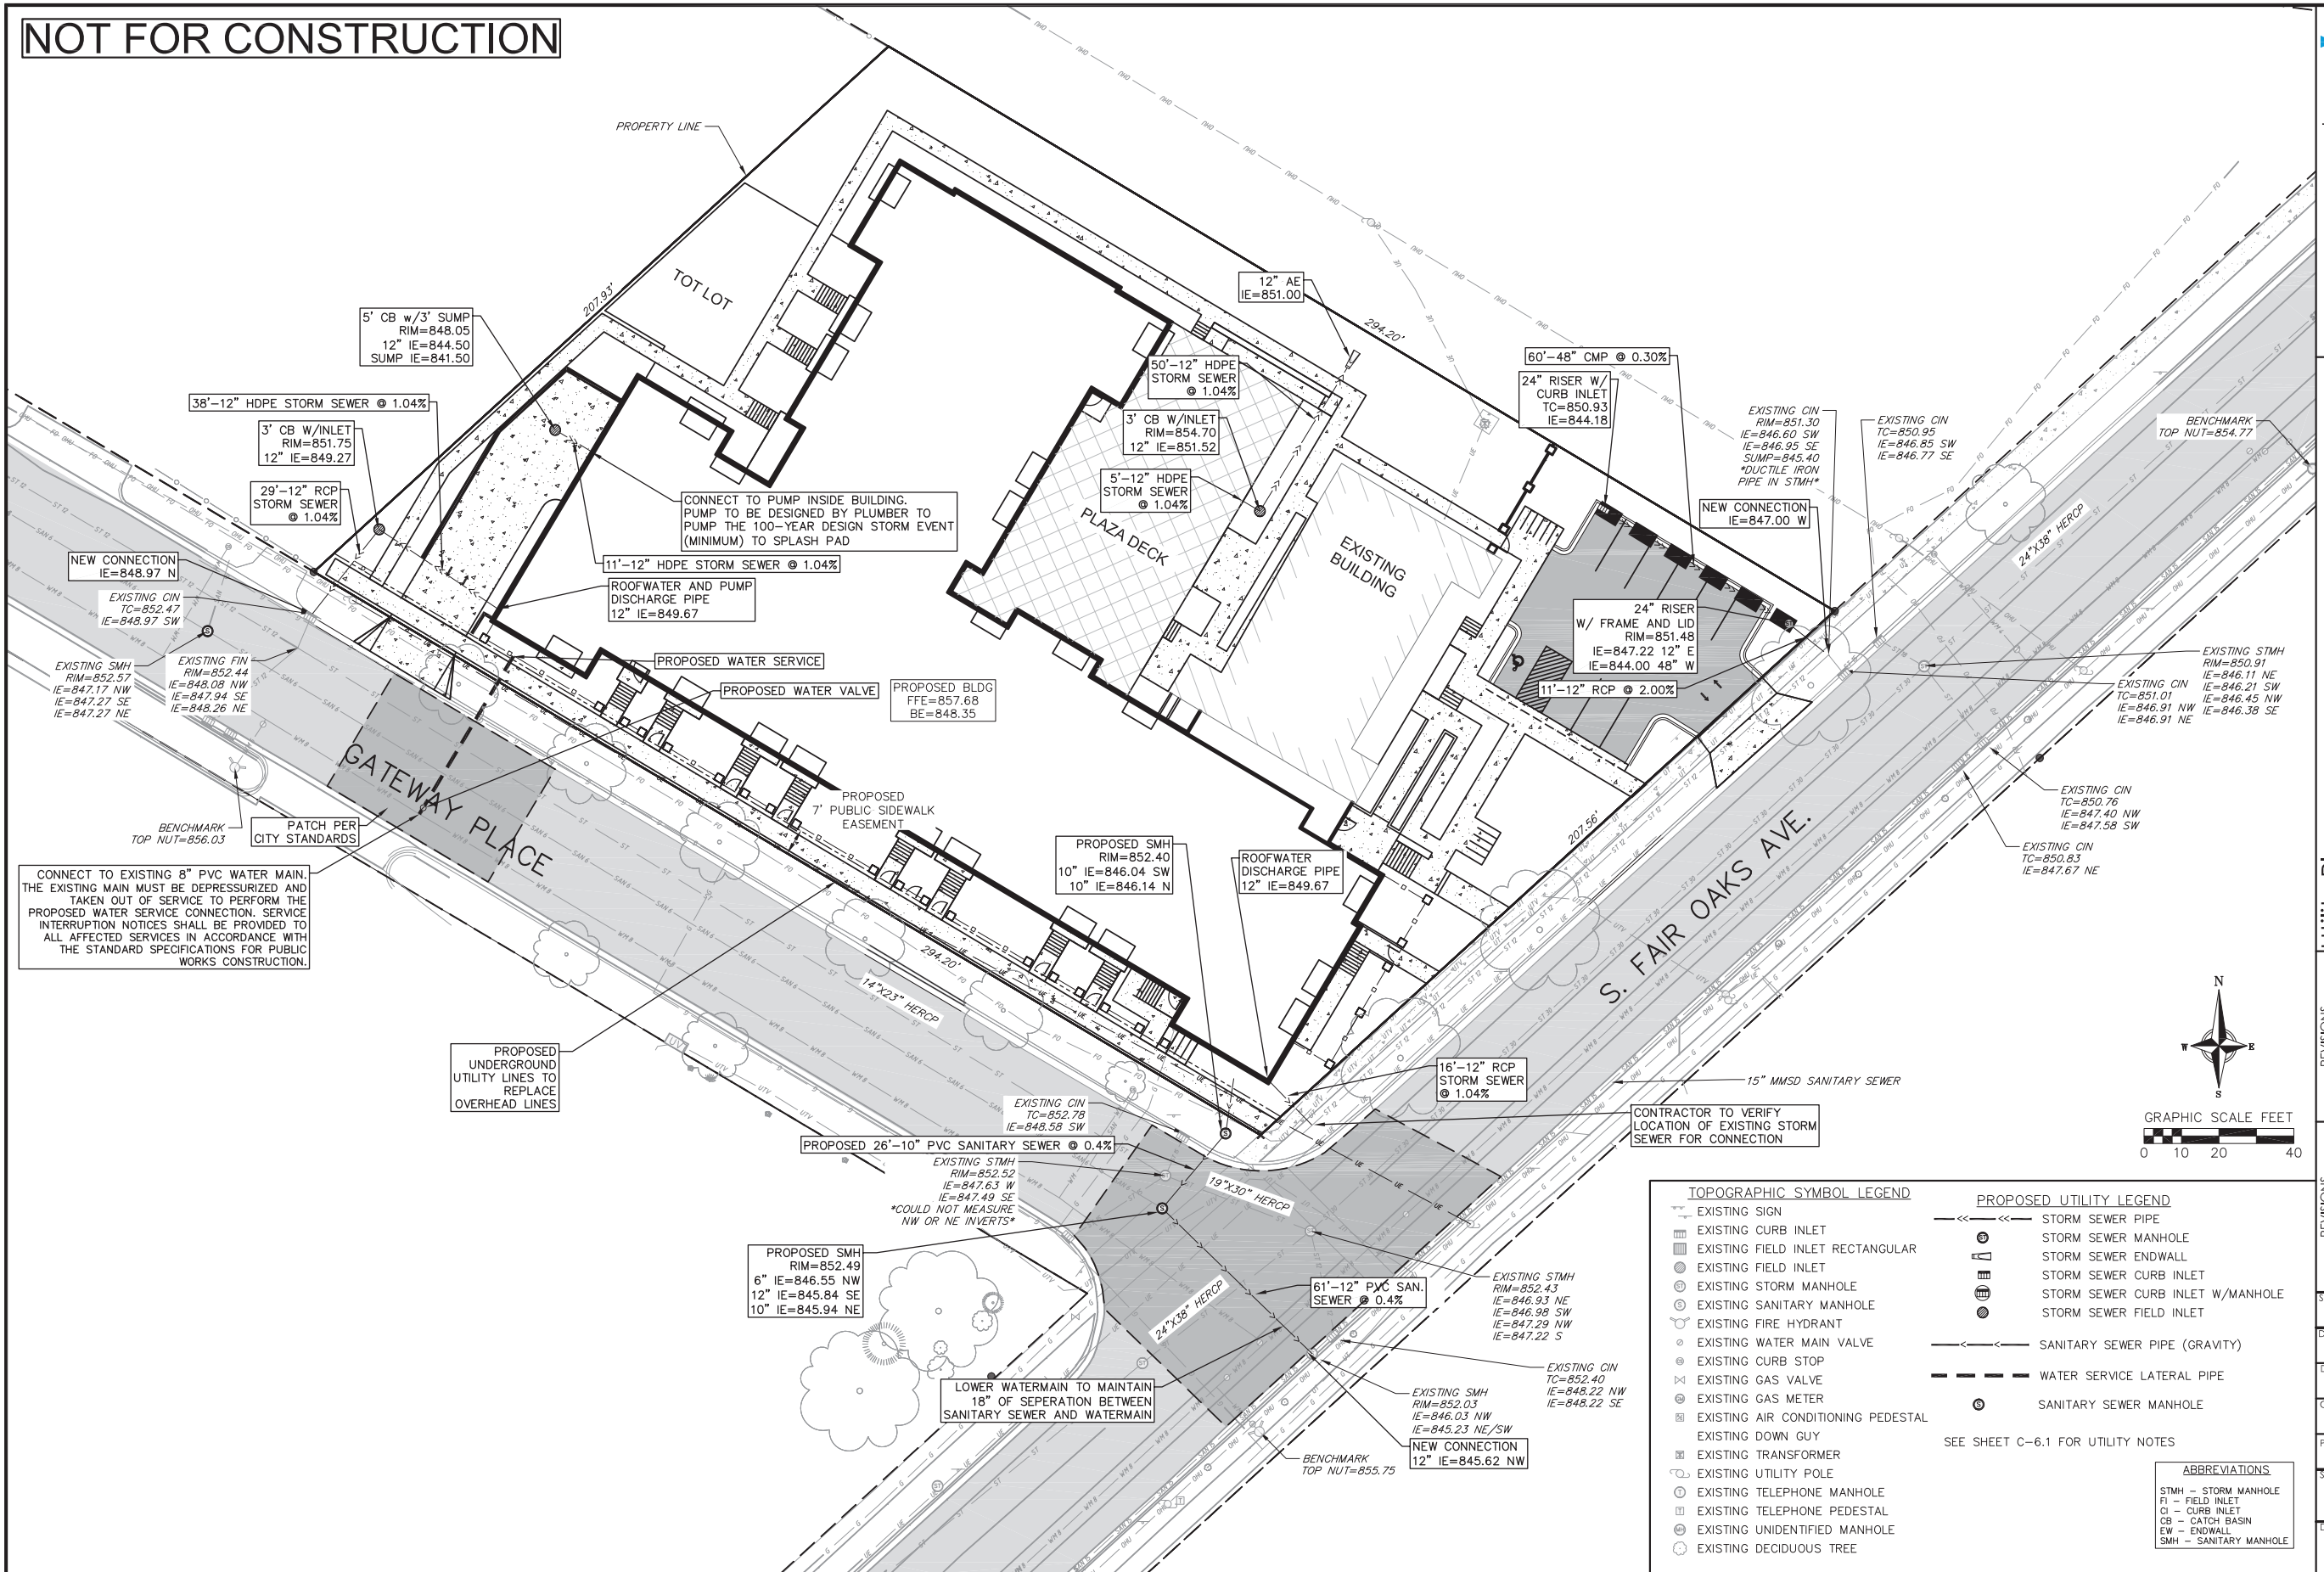 NOT FOR CONSTRUCTION
PROPERTY LINE
207.93'
TOT LOT
12" AE
IE=851.00
294.20'
5' CB w/3' SUMP
RIM=848.05
12" IE=844.50
SUMP IE=841.50
38'-12" HDPE STORM SEWER @ 1.04%
3' CB W/INLET
RIM=851.75
12" IE=849.27
29'-12" RCP
STORM SEWER
@ 1.04%
NEW CONNECTION
IE=848.97 N
EXISTING CIN
TC=852.47
IE=848.97 SW
EXISTING SMH
RIM=852.57
IE=847.17 NW
IE=847.27 SE
IE=847.27 NE
EXISTING FIN
RIM=852.44
IE=848.08 NW
IE=847.94 SE
IE=848.26 NE
CONNECT TO PUMP INSIDE BUILDING.
PUMP TO BE DESIGNED BY PLUMBER TO
PUMP THE 100-YEAR DESIGN STORM EVENT
(MINIMUM) TO SPLASH PAD
11'-12" HDPE STORM SEWER @ 1.04%
ROOFWATER AND PUMP
DISCHARGE PIPE
12" IE=849.67
PROPOSED WATER SERVICE
PROPOSED WATER VALVE
PROPOSED BLDG
FFE=857.68
BE=848.35
50'-12" HDPE
STORM SEWER
@ 1.04%
3' CB W/INLET
RIM=854.70
12" IE=851.52
5'-12" HDPE
STORM SEWER
@ 1.04%
PLAZA DECK
EXISTING
BUILDING
60'-48" CMP @ 0.30%
24" RISER W/
CURB INLET
TC=850.93
IE=844.18
EXISTING CIN
RIM=851.30
IE=846.60 SW
IE=846.95 SE
SUMP=845.40
*DUCTILE IRON
PIPE IN STMH*
EXISTING CIN
TC=850.95
IE=846.85 SW
IE=846.77 SE
BENCHMARK
TOP NUT=854.77
NEW CONNECTION
IE=847.00 W
24"X38" HERCP
24" RISER
W/ FRAME AND LID
RIM=851.48
IE=847.22 12" E
IE=844.00 48" W
11'-12" RCP @ 2.00%
EXISTING STMH
RIM=850.91
IE=846.11 NE
IE=846.21 SW
IE=846.45 NW
IE=846.38 SE
EXISTING CIN
TC=851.01
IE=846.91 NW
IE=846.91 NE
EXISTING CIN
TC=850.76
IE=847.40 NW
IE=847.58 SW
EXISTING CIN
TC=850.83
IE=847.67 NE
GATEWAY PLACE
BENCHMARK
TOP NUT=856.03
PATCH PER
CITY STANDARDS
CONNECT TO EXISTING 8" PVC WATER MAIN.
THE EXISTING MAIN MUST BE DEPRESSURIZED AND
TAKEN OUT OF SERVICE TO PERFORM THE
PROPOSED WATER SERVICE CONNECTION. SERVICE
INTERRUPTION NOTICES SHALL BE PROVIDED TO
ALL AFFECTED SERVICES IN ACCORDANCE WITH
THE STANDARD SPECIFICATIONS FOR PUBLIC
WORKS CONSTRUCTION.
PROPOSED
7' PUBLIC SIDEWALK
EASEMENT
PROPOSED SMH
RIM=852.40
10" IE=846.04 SW
10" IE=846.14 N
ROOFWATER
DISCHARGE PIPE
12" IE=849.67
207.56'
S. FAIR OAKS AVE.
294.20'
14"X23" HERCP
PROPOSED
UNDERGROUND
UTILITY LINES TO
REPLACE
OVERHEAD LINES
16'-12" RCP
STORM SEWER
@ 1.04%
15" MMSD SANITARY SEWER
CONTRACTOR TO VERIFY
LOCATION OF EXISTING STORM
SEWER FOR CONNECTION
EXISTING CIN
TC=852.78
IE=848.58 SW
PROPOSED 26'-10" PVC SANITARY SEWER @ 0.4%
EXISTING STMH
RIM=852.52
IE=847.63 W
IE=847.49 SE
*COULD NOT MEASURE
NW OR NE INVERTS*
19"X30" HERCP
PROPOSED SMH
RIM=852.49
6" IE=846.55 NW
12" IE=845.84 SE
10" IE=845.94 NE
24"X38" HERCP
61'-12" PVC SAN.
SEWER @ 0.4%
EXISTING STMH
RIM=852.43
IE=846.93 NE
IE=846.98 SW
IE=847.29 NW
IE=847.22 S
LOWER WATERMAIN TO MAINTAIN
18" OF SEPERATION BETWEEN
SANITARY SEWER AND WATERMAIN
EXISTING CIN
TC=852.40
IE=848.22 NW
IE=848.22 SE
EXISTING SMH
RIM=852.03
IE=846.03 NW
IE=845.23 NE/SW
NEW CONNECTION
12" IE=845.62 NW
BENCHMARK
TOP NUT=855.75
N
W
E
S
GRAPHIC SCALE FEET
0 10 20 40
TOPOGRAPHIC SYMBOL LEGEND
EXISTING SIGN
EXISTING CURB INLET
EXISTING FIELD INLET RECTANGULAR
EXISTING FIELD INLET
EXISTING STORM MANHOLE
EXISTING SANITARY MANHOLE
EXISTING FIRE HYDRANT
EXISTING WATER MAIN VALVE
EXISTING CURB STOP
EXISTING GAS VALVE
EXISTING GAS METER
EXISTING AIR CONDITIONING PEDESTAL
EXISTING DOWN GUY
EXISTING TRANSFORMER
EXISTING UTILITY POLE
EXISTING TELEPHONE MANHOLE
EXISTING TELEPHONE PEDESTAL
EXISTING UNIDENTIFIED MANHOLE
EXISTING DECIDUOUS TREE
PROPOSED UTILITY LEGEND
STORM SEWER PIPE
STORM SEWER MANHOLE
STORM SEWER ENDWALL
STORM SEWER CURB INLET
STORM SEWER CURB INLET W/MANHOLE
STORM SEWER FIELD INLET
SANITARY SEWER PIPE (GRAVITY)
WATER SERVICE LATERAL PIPE
SANITARY SEWER MANHOLE
SEE SHEET C-6.1 FOR UTILITY NOTES
ABBREVIATIONS
STMH - STORM MANHOLE
FI - FIELD INLET
CI - CURB INLET
CB - CATCH BASIN
EW - ENDWALL
SMH - SANITARY MANHOLE